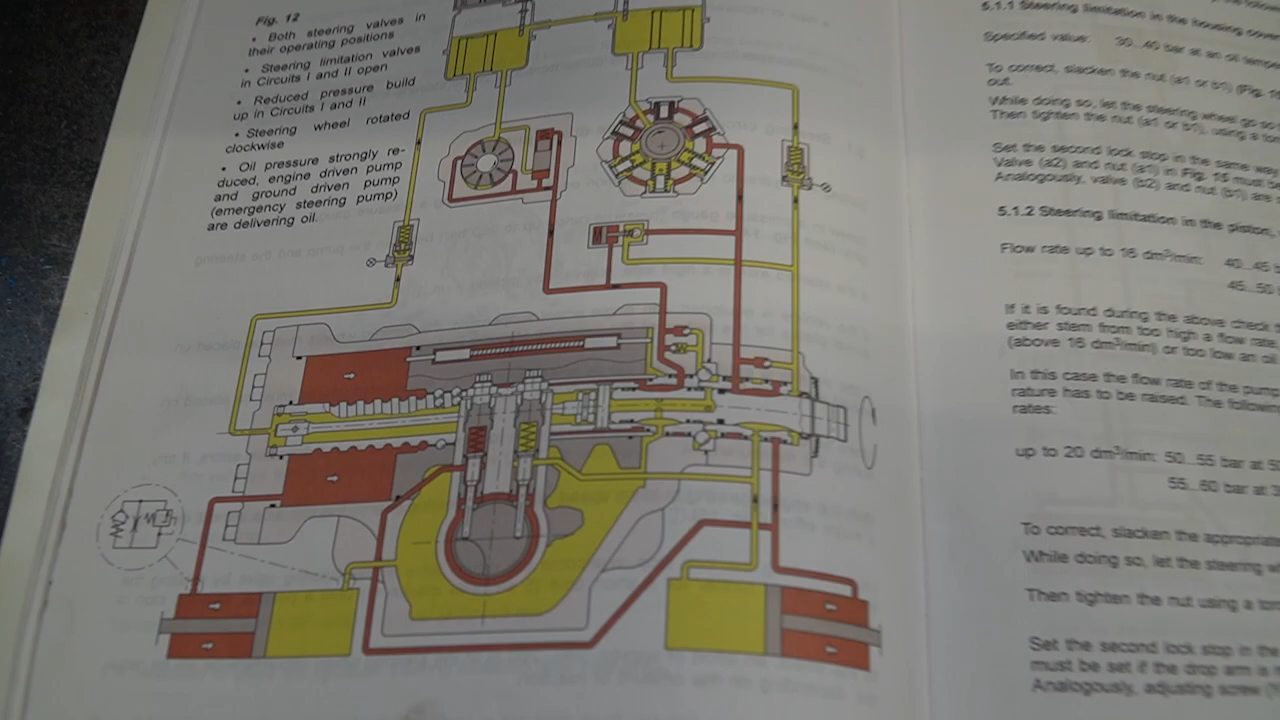 Fig. 12
• Both steering valves in
their operating positions
• Steering limitation valves
in Circuits I and II open
• Reduced pressure build
up in Circuits I and II
• Steering wheel rotated
clockwise
• Oil pressure strongly re-
duced, engine driven pump
and ground driven pump
(emergency steering pump)
are delivering oil.
5.1.1 Steering limitation in the housing cover
Specified value: 30...40 bar at an oil
To correct, slacken the nut (a1 or b1) (Fig.
out.
While doing so, let the steering wheel go
Then tighten the nut (a1 or b1), using a
Set the second lock stop in the same way
Valve (a2) and nut (a1) in Fig. 15 must
Analogously, valve (b2) and nut (b1) are
5.1.2 Steering limitation in the piston,
Flow rate up to 16 dm³/min: 40...45
45...50
If it is found during the above check
either stem from too high a flow rate,
(above 16 dm³/min) or too low an oil
In this case the flow rate of the pump
rature has to be raised. The following
rates:
up to 20 dm³/min: 50...55 bar at
55...60 bar at
To correct, slacken the appropriate
While doing so, let the steering
Then tighten the nut using a
Set the second lock stop in the
must be set if the drop arm is
Analogously, adjusting screw